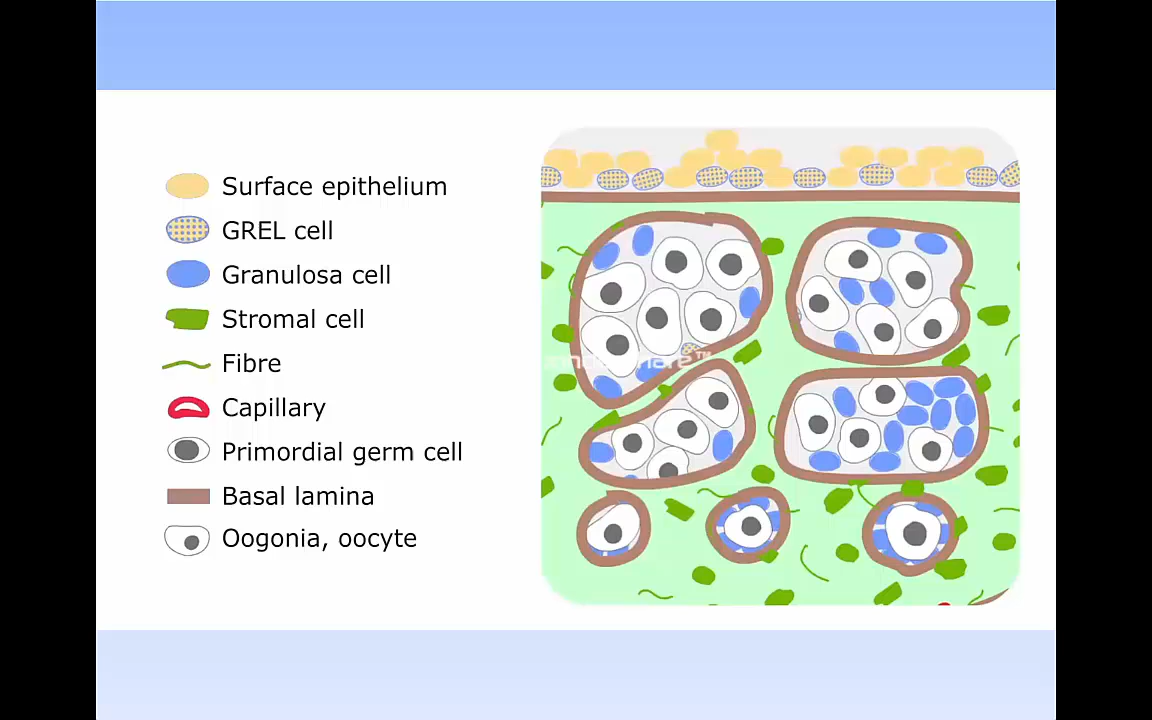 Surface epithelium
GREL cell
Granulosa cell
Stromal cell
Fibre
Capillary
Primordial germ cell
Basal lamina
Oogonia, oocyte